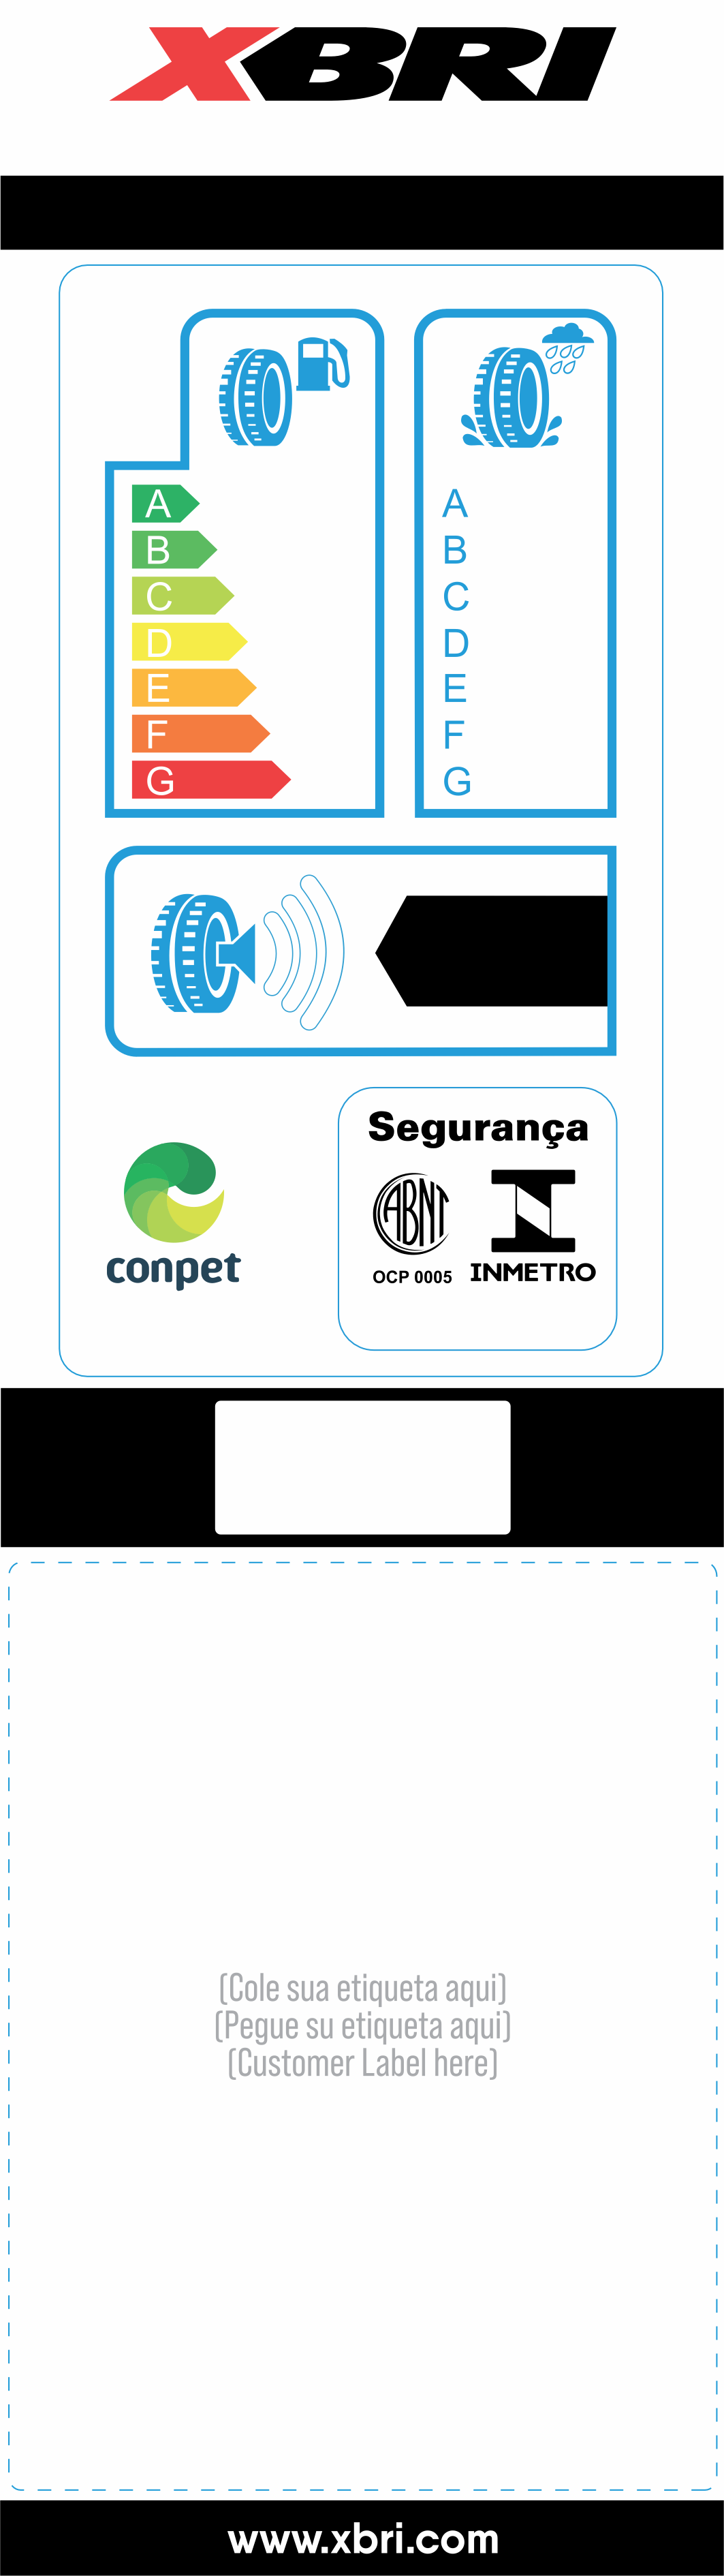 XBRI
A
B
C
D
E
F
G
A
B
C
D
E
F
G
conpet
Segurança
ABNT
OCP 0005
INMETRO
(Cole sua etiqueta aqui)
(Pegue su etiqueta aqui)
(Customer Label here)
www.xbri.com